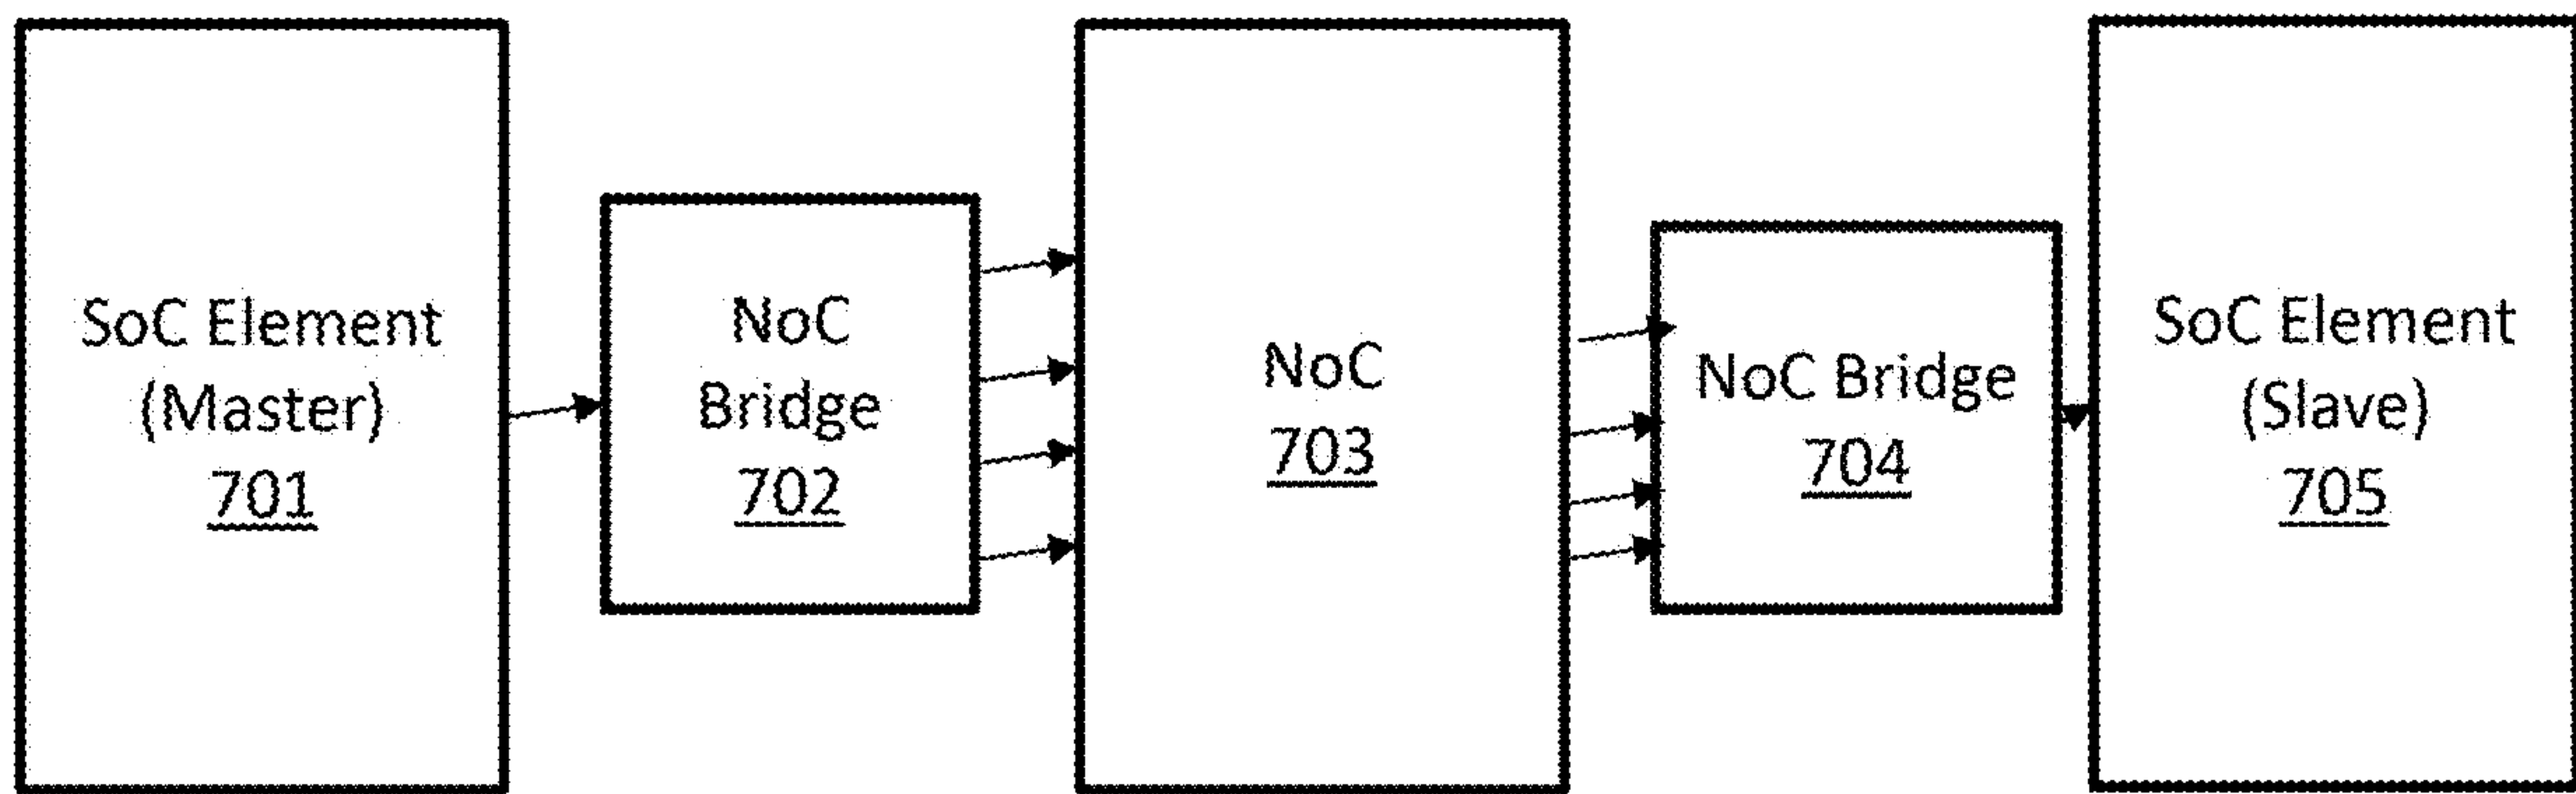 SoC Element
(Master)
701
NoC
Bridge
702
NoC
703
NoC Bridge
704
SoC Element
(Slave)
705